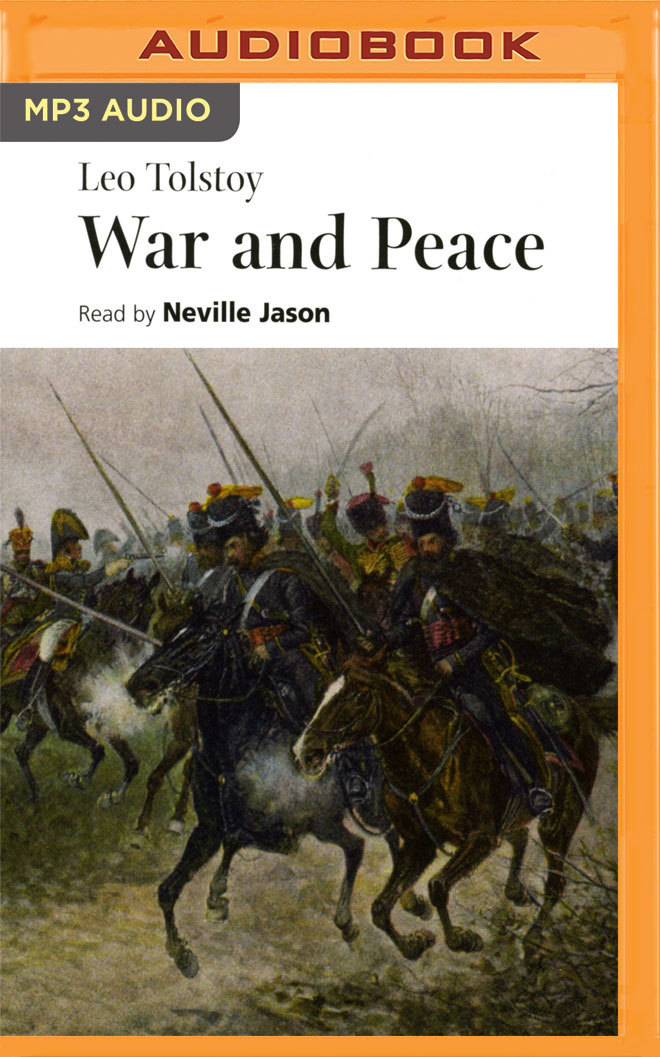 AUDIOBOOK
MP3 AUDIO
Leo Tolstoy
War and Peace
Read by Neville Jason